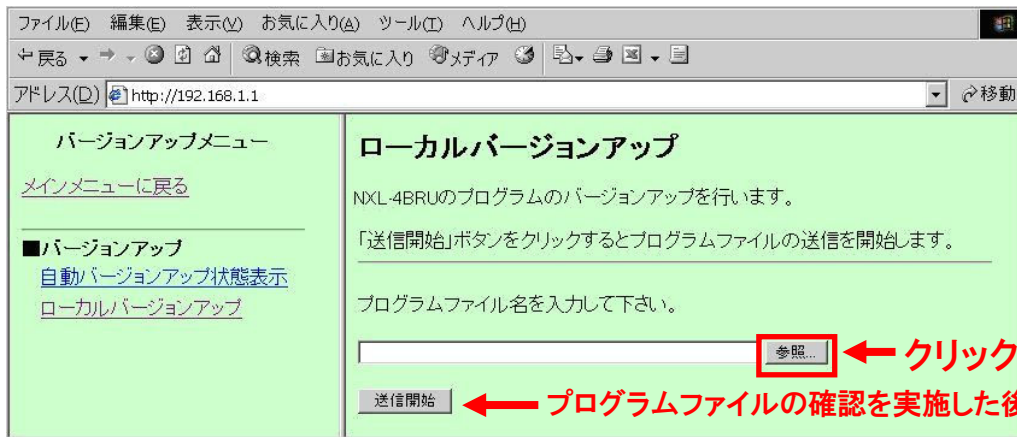 ファイル(F) 編集(E) 表示(V) お気に入り(A) ツール(T) ヘルプ(H)
戻る 検索 お気に入り メディア
アドレス(D) http://192.168.1.1 移動
バージョンアップメニュー
メインメニューに戻る
■バージョンアップ
自動バージョンアップ状態表示
ローカルバージョンアップ
ローカルバージョンアップ
NXL-4BRUのプログラムのバージョンアップを行います。
「送信開始」ボタンをクリックするとプログラムファイルの送信を開始します。
プログラムファイル名を入力して下さい。
参照... クリック
送信開始 プログラムファイルの確認を実施した後